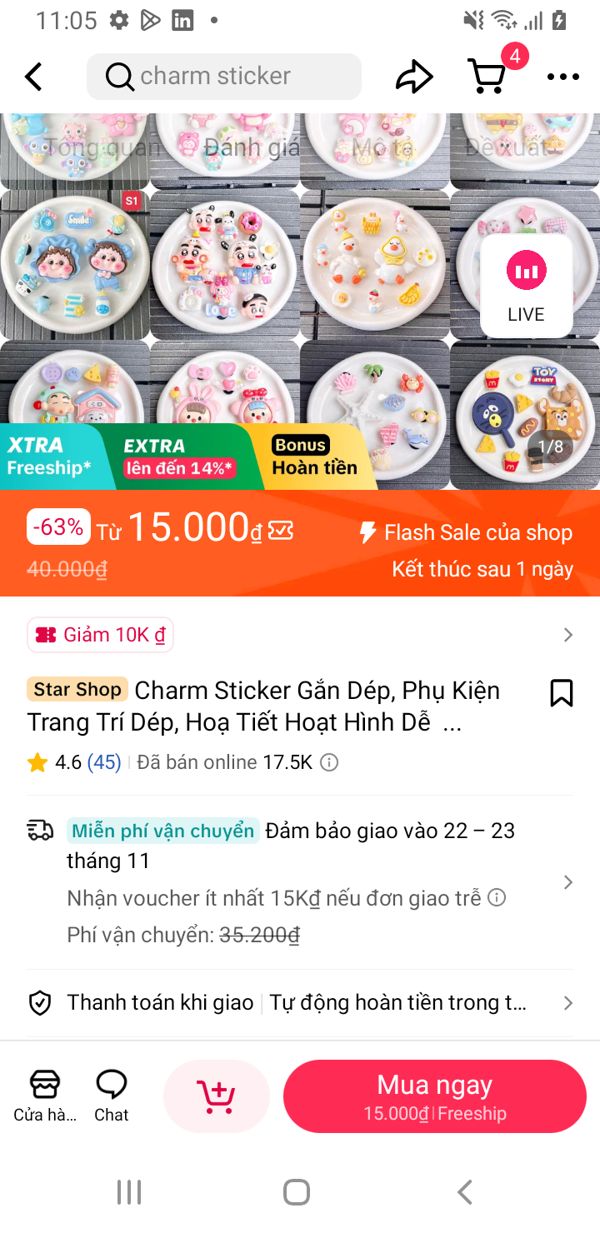 11:05
charm sticker
4
Tổng quan Đánh giá Mô tả Đề xuất
S1
Smile
LIVE
love
TOY STORY
XTRA Freeship*
EXTRA lên đến 14%*
Bonus Hoàn tiền
1/8
-63% Từ 15.000₫
Flash Sale của shop
40.000₫
Kết thúc sau 1 ngày
Giảm 10K ₫
Star Shop Charm Sticker Gắn Dép, Phụ Kiện
Trang Trí Dép, Hoạ Tiết Hoạt Hình Dễ ...
4.6 (45) Đã bán online 17.5K
Miễn phí vận chuyển Đảm bảo giao vào 22 – 23
tháng 11
Nhận voucher ít nhất 15K₫ nếu đơn giao trễ
Phí vận chuyển: 35.200₫
Thanh toán khi giao Tự động hoàn tiền trong t...
Cửa hà...
Chat
Mua ngay
15.000₫ Freeship